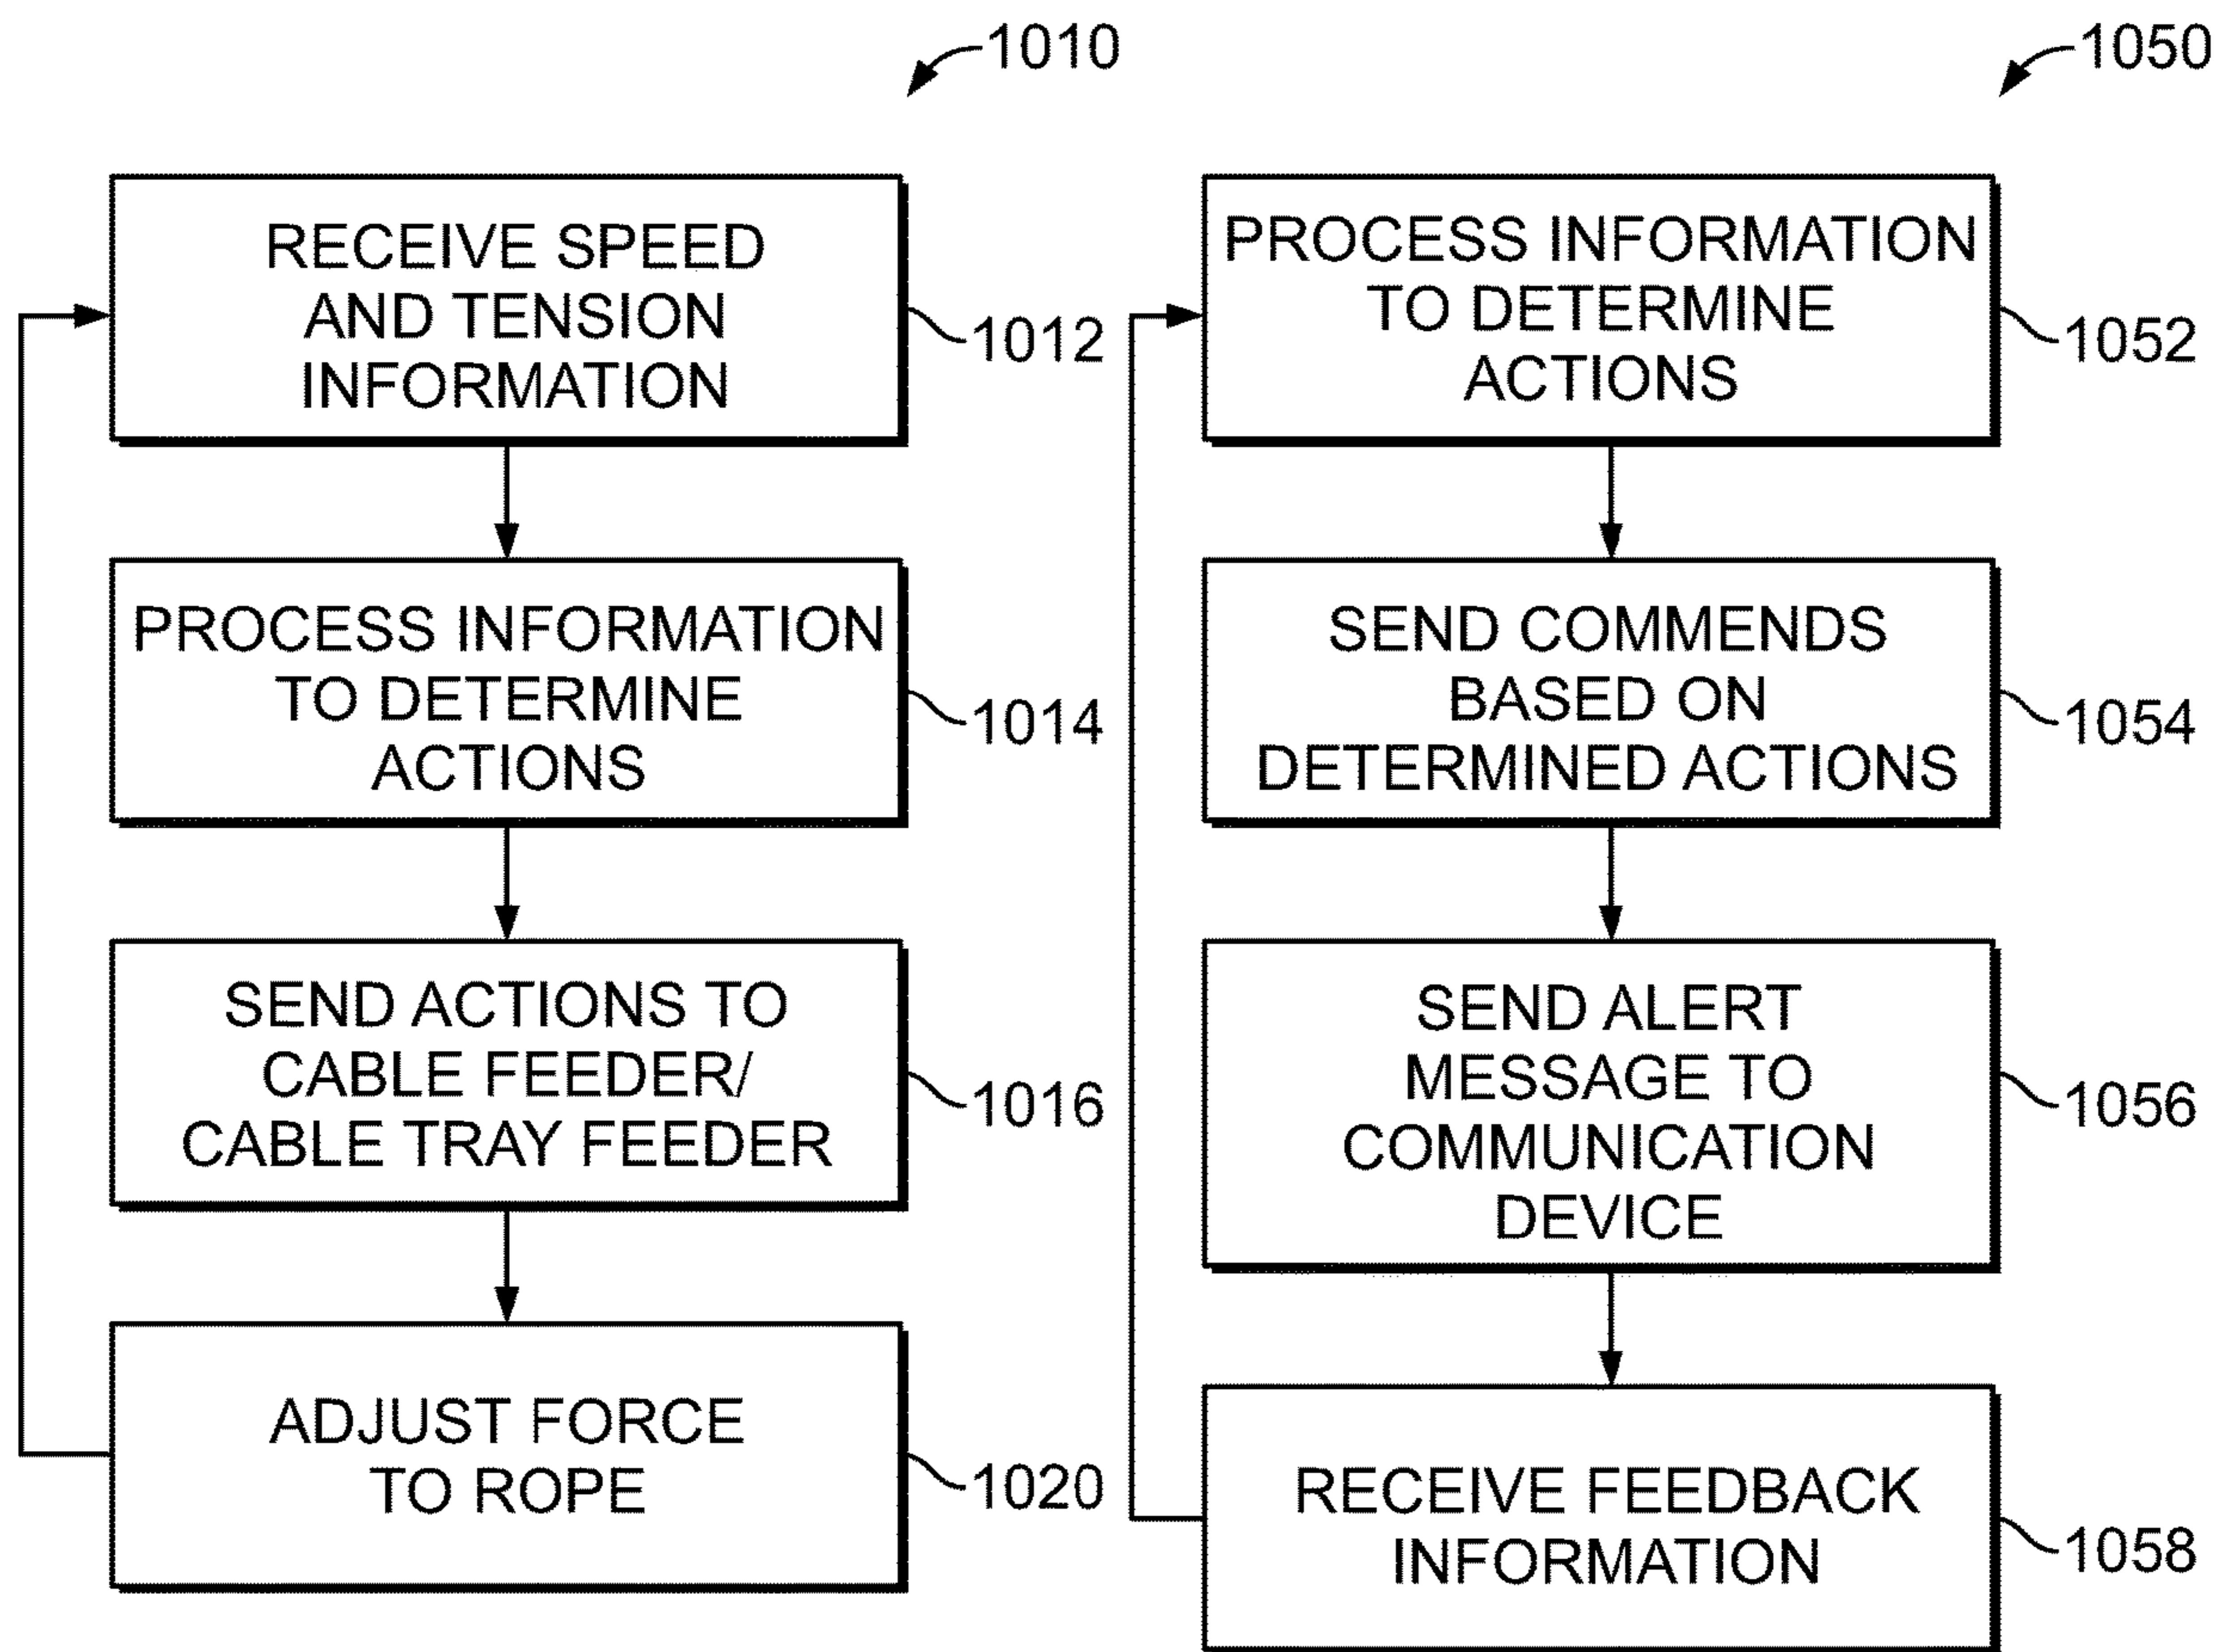 1010
RECEIVE SPEED
AND TENSION
INFORMATION
1012
PROCESS INFORMATION
TO DETERMINE
ACTIONS
1014
SEND ACTIONS TO
CABLE FEEDER/
CABLE TRAY FEEDER
1016
ADJUST FORCE
TO ROPE
1020
1050
PROCESS INFORMATION
TO DETERMINE
ACTIONS
1052
SEND COMMENDS
BASED ON
DETERMINED ACTIONS
1054
SEND ALERT
MESSAGE TO
COMMUNICATION
DEVICE
1056
RECEIVE FEEDBACK
INFORMATION
1058